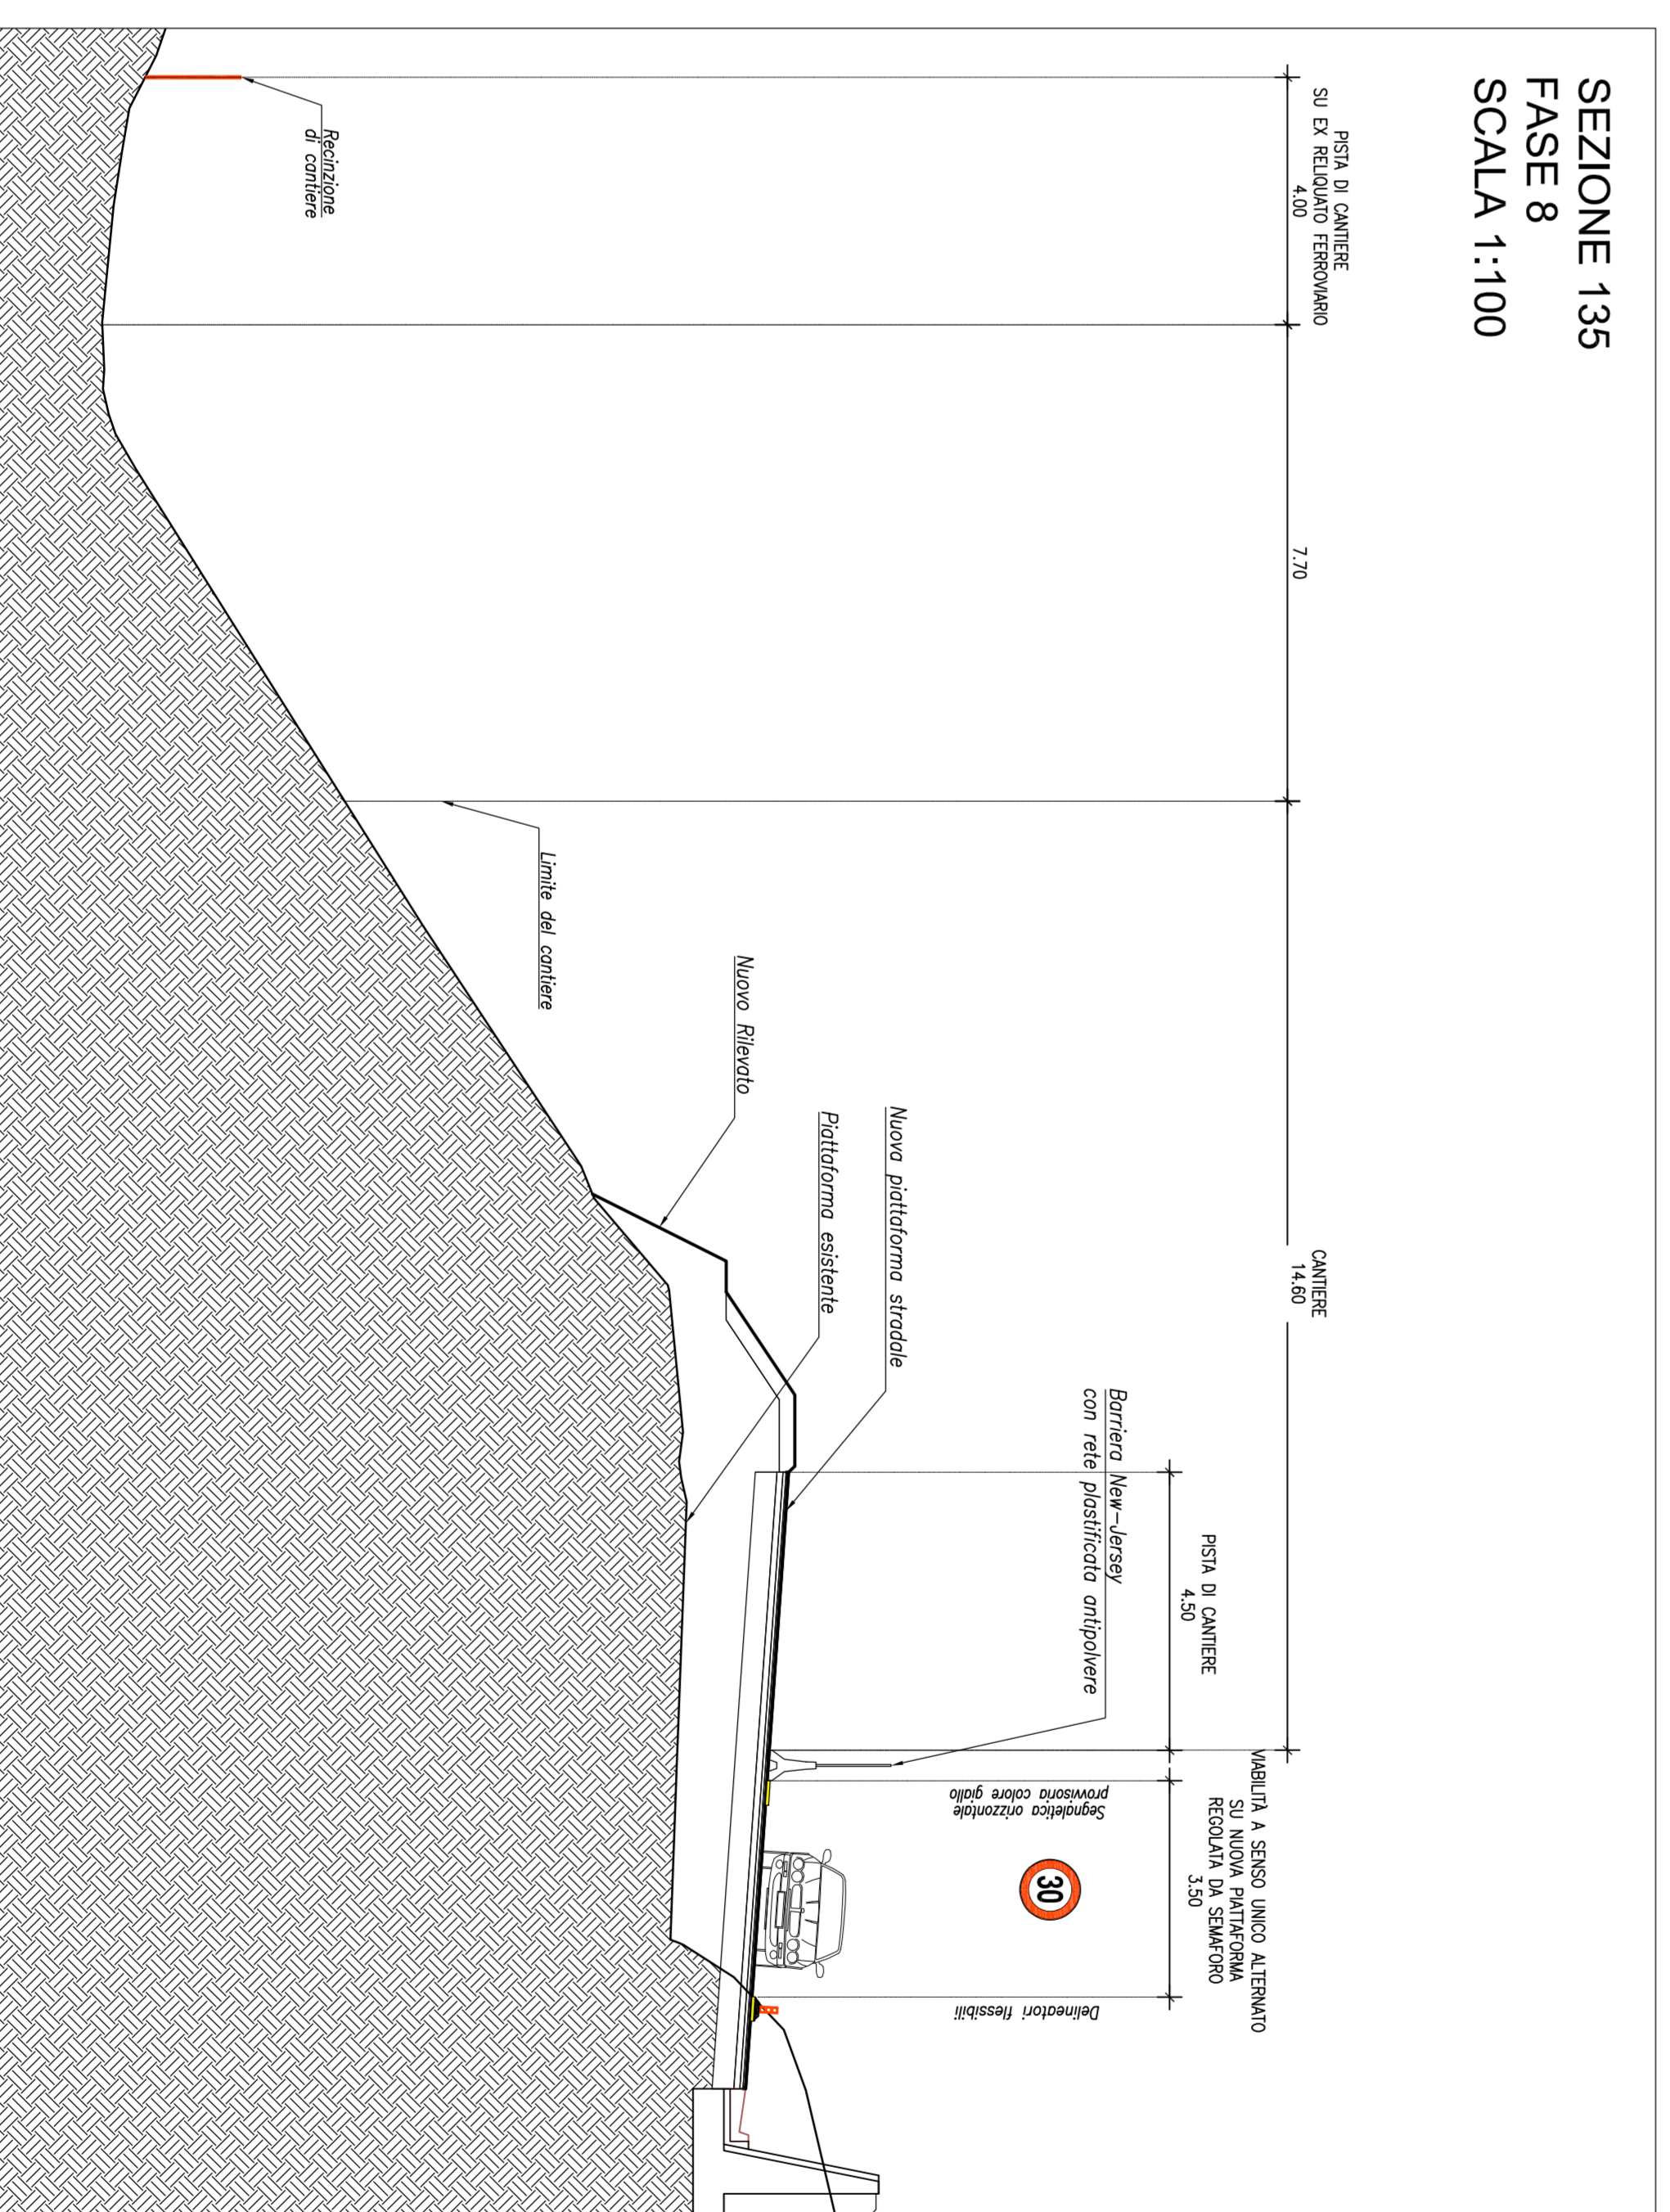 SEZIONE 135
FASE 8
SCALA 1:100
PISTA DI CANTIERE
SU EX RELIQUATO FERROVIARIO
4.00
7.70
CANTIERE
14.60
PISTA DI CANTIERE
4.50
VIABILITÀ A SENSO UNICO ALTERNATO
SU NUOVA PIATTAFORMA
REGOLATA DA SEMAFORO
3.50
Barriera New-Jersey
con rete plastificata antipolvere
Segnaletica orizzontale
provvisoria colore giallo
30
Delineatori flessibili
Nuova piattaforma stradale
Piattaforma esistente
Nuovo Rilevato
Limite del cantiere
Recinzione
di cantiere